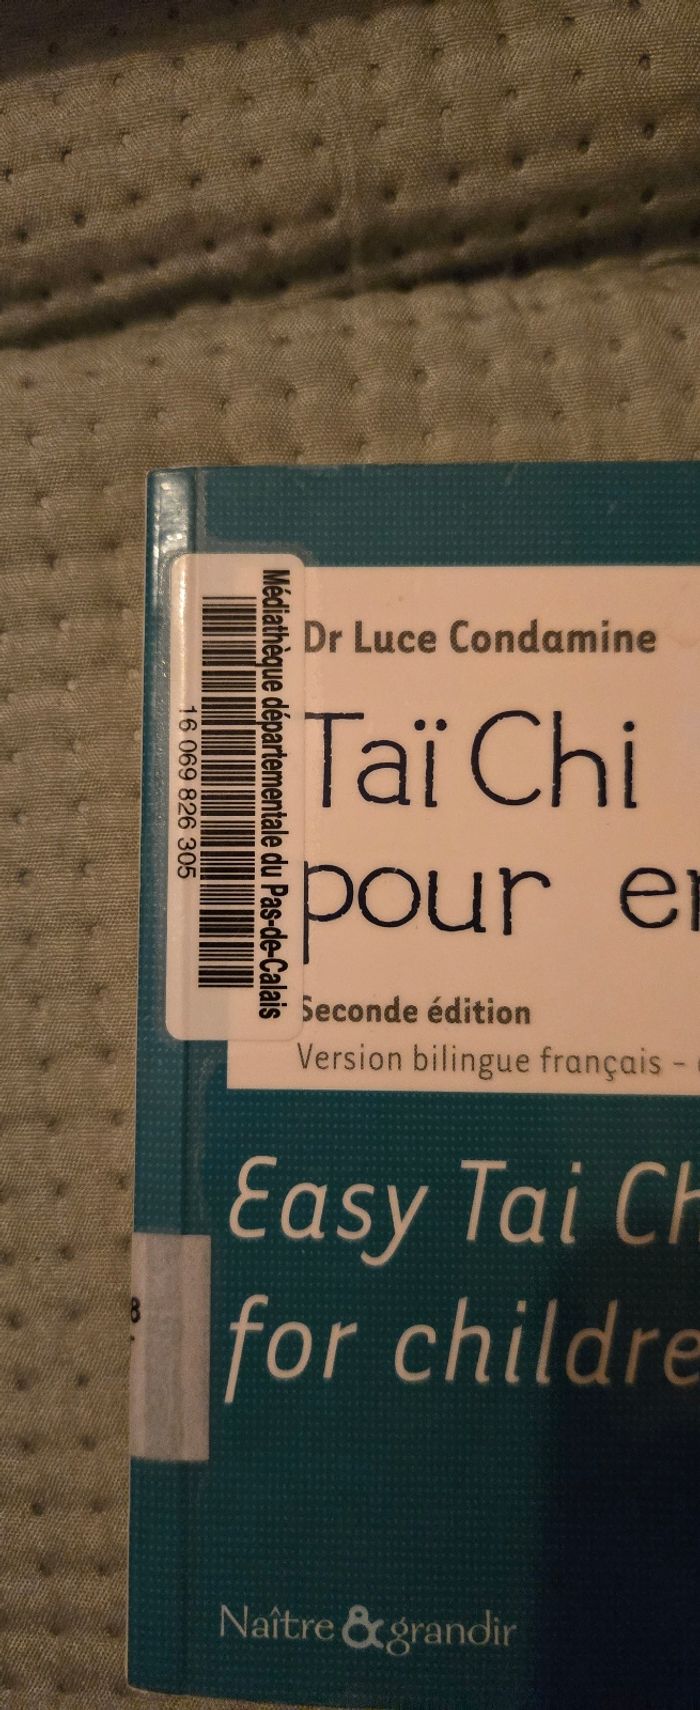 Médiathèque départementale du Pas-de-Calais
16 069 826 305
Dr Luce Condamine
Taï Chi
pour
Seconde édition
Version bilingue français -
Easy Tai
for
8
Naître & grandir